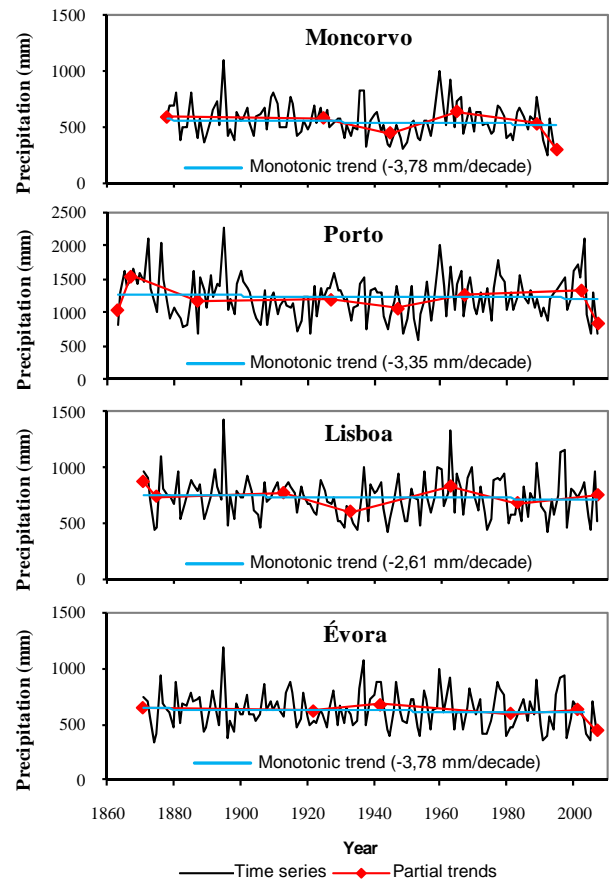 Moncorvo
Precipitation (mm)
1500
1000
500
0
Monotonic trend (-3,78 mm/decade)
Porto
Precipitation (mm)
2500
2000
1500
1000
500
0
Monotonic trend (-3,35 mm/decade)
Lisboa
Precipitation (mm)
1500
1000
500
0
Monotonic trend (-2,61 mm/decade)
Évora
Precipitation (mm)
1500
1000
500
0
Monotonic trend (-3,78 mm/decade)
1860 1880 1900 1920 1940 1960 1980 2000
Year
Time series Partial trends